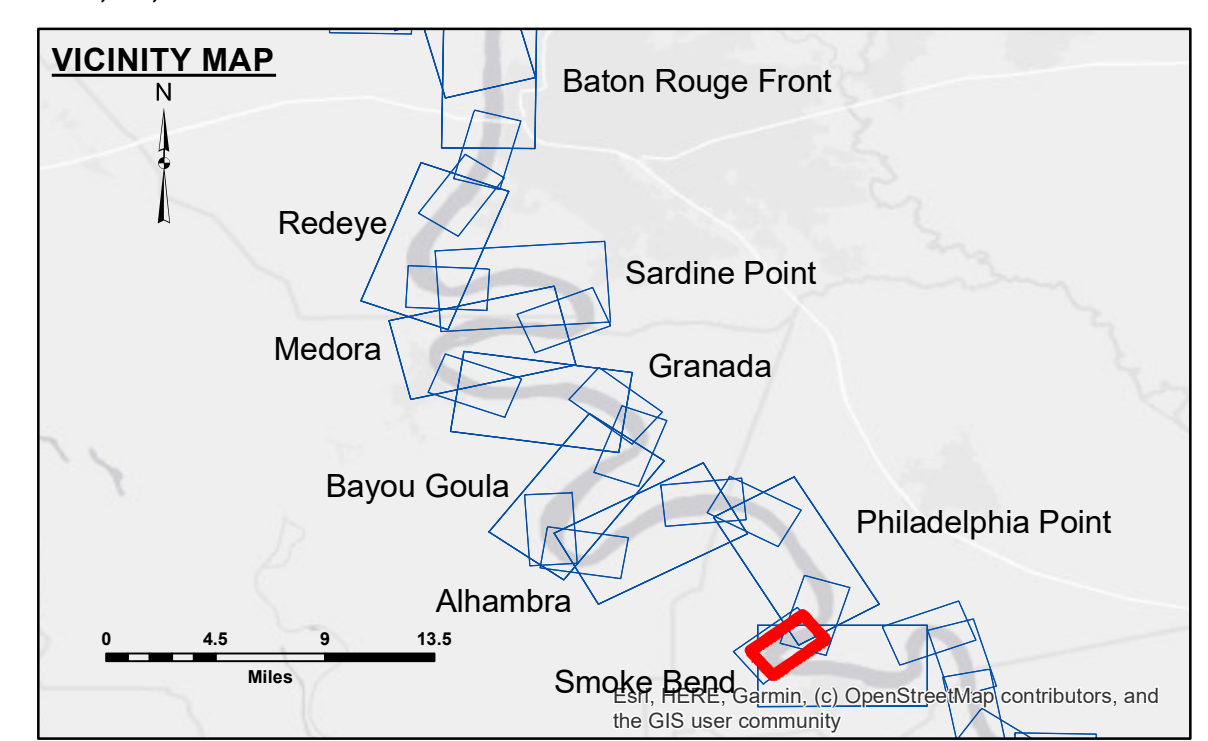 VICINITY MAP
N
Baton Rouge Front
Redeye
Sardine Point
Medora
Granada
Bayou Goula
Philadelphia Point
Alhambra
0 4.5 9 13.5
Miles
Smoke Bend
Esri, HERE, Garmin, (c) OpenStreetMap contributors, and
the GIS user community